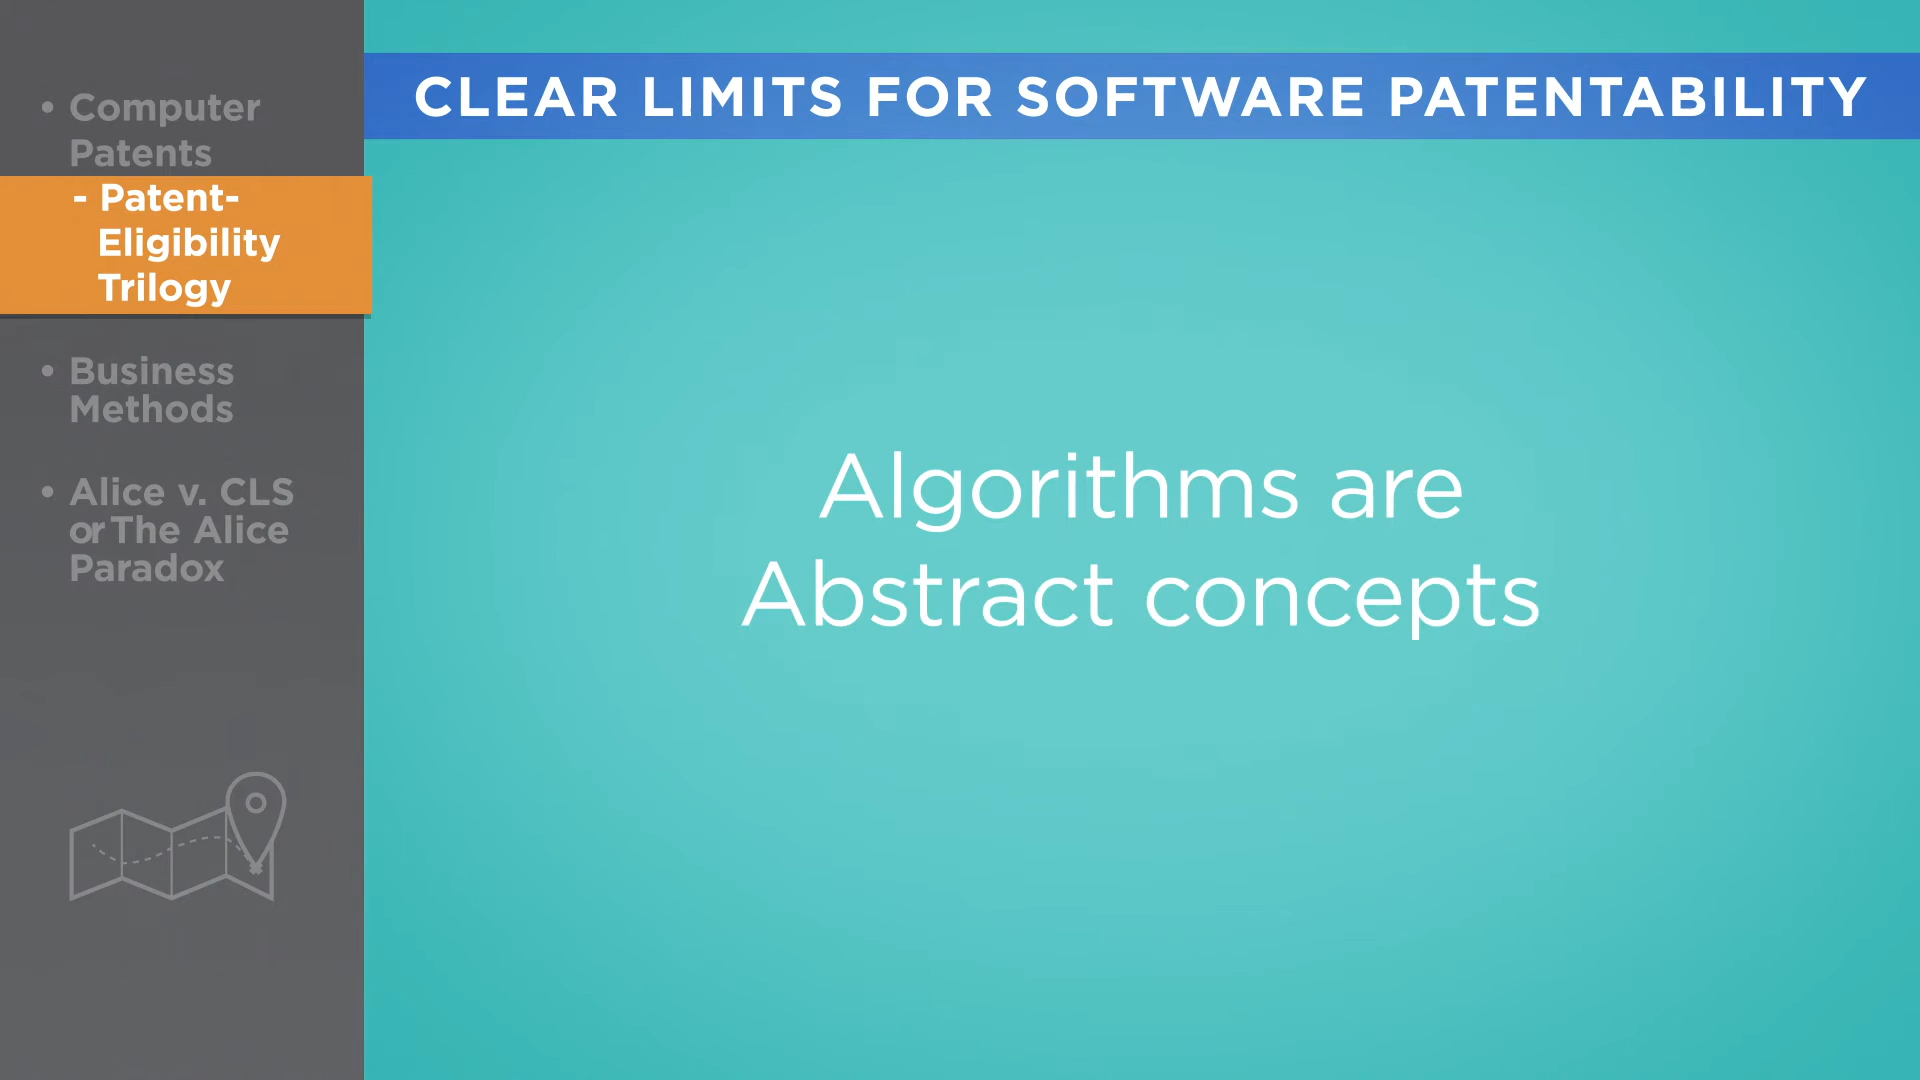 • Computer
Patents
- Patent-
Eligibility
Trilogy
• Business
Methods
• Alice v. CLS
or The Alice
Paradox
CLEAR LIMITS FOR SOFTWARE PATENTABILITY
Algorithms are
Abstract concepts